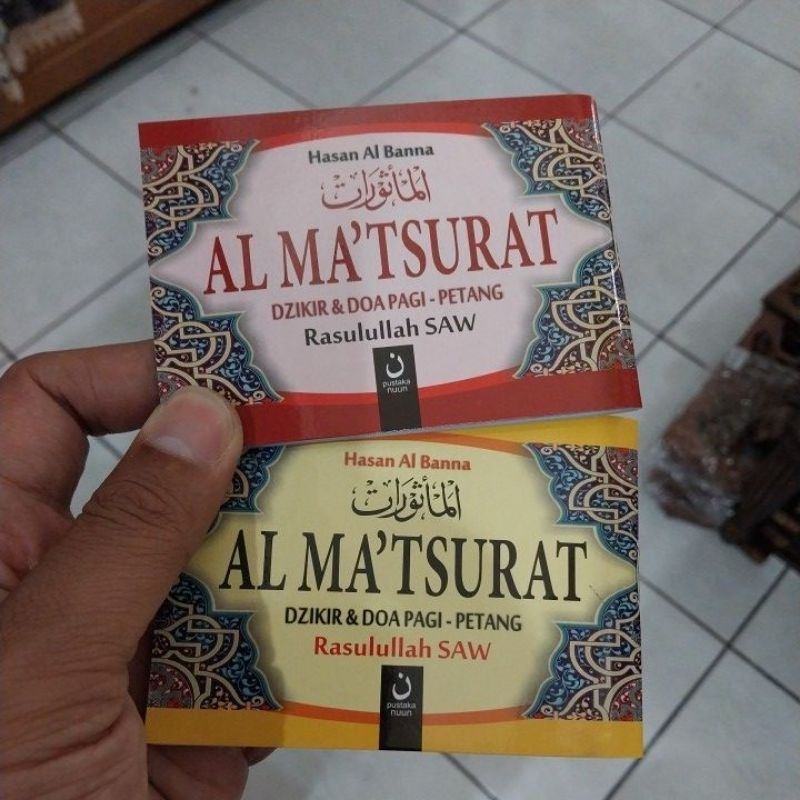 Hasan Al Banna
المأثورات
AL MA'TSURAT
DZIKIR & DOA PAGI - PETANG
Rasulullah SAW
ن
pustaka
nuun
Hasan Al Banna
المأثورات
AL MA'TSURAT
DZIKIR & DOA PAGI - PETANG
Rasulullah SAW
ن
pustaka
nuun